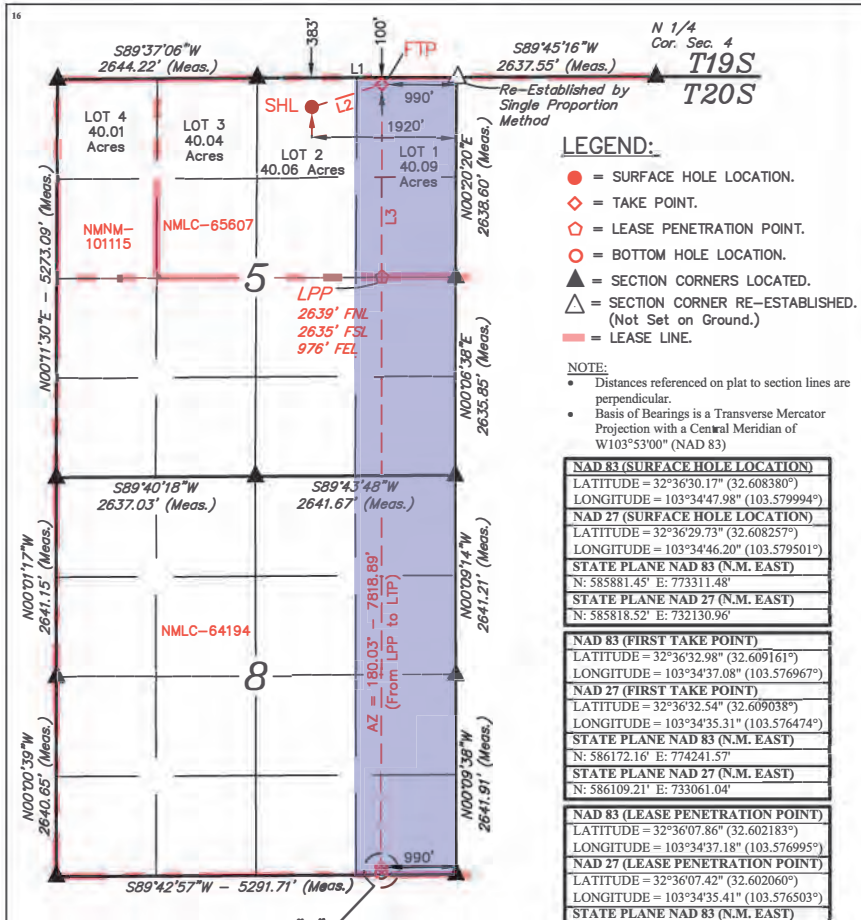 16
S89°37'06"W
2644.22' (Meas.)
383'
100'
FTP
L1
S89°45'16"W
2637.55' (Meas.)
N 1/4
Cor. Sec. 4
T19S
T20S
Re-Established by
Single Proportion
Method
SHL
L2
990'
1920'
LOT 4
40.01
Acres
LOT 3
40.04
Acres
LOT 2
40.06 Acres
LOT 1
40.09
Acres
N00°20'20"E
2638.60' (Meas.)
L3
NMNM-
101115
NMLC-65607
5
LPP
2639' FNL
2635' FSL
976' FEL
N00°11'30"E - 5273.09' (Meas.)
N00°06'38"E
2635.85' (Meas.)
S89°40'18"W
2637.03' (Meas.)
S89°43'48"W
2641.67' (Meas.)
N00°01'17"W
2641.15' (Meas.)
N00°09'14"W
2641.21' (Meas.)
NMLC-64194
8
AZ = 180.03° - 7818.89'
(From LPP to LTP)
N00°00'39"W
2640.65' (Meas.)
N00°09'38"W
2641.91' (Meas.)
990'
S89°42'57"W - 5291.71' (Meas.)
LEGEND:
= SURFACE HOLE LOCATION.
= TAKE POINT.
= LEASE PENETRATION POINT.
= BOTTOM HOLE LOCATION.
= SECTION CORNERS LOCATED.
= SECTION CORNER RE-ESTABLISHED.
(Not Set on Ground.)
= LEASE LINE.
NOTE:
• Distances referenced on plat to section lines are
perpendicular.
• Basis of Bearings is a Transverse Mercator
Projection with a Central Meridian of
W103°53'00" (NAD 83)
NAD 83 (SURFACE HOLE LOCATION)
LATITUDE = 32°36'30.17" (32.608380°)
LONGITUDE = 103°34'47.98" (103.579994°)
NAD 27 (SURFACE HOLE LOCATION)
LATITUDE = 32°36'29.73" (32.608257°)
LONGITUDE = 103°34'46.20" (103.579501°)
STATE PLANE NAD 83 (N.M. EAST)
N: 585881.45' E: 773311.48'
STATE PLANE NAD 27 (N.M. EAST)
N: 585818.52' E: 732130.96'
NAD 83 (FIRST TAKE POINT)
LATITUDE = 32°36'32.98" (32.609161°)
LONGITUDE = 103°34'37.08" (103.576967°)
NAD 27 (FIRST TAKE POINT)
LATITUDE = 32°36'32.54" (32.609038°)
LONGITUDE = 103°34'35.31" (103.576474°)
STATE PLANE NAD 83 (N.M. EAST)
N: 586172.16' E: 774241.57'
STATE PLANE NAD 27 (N.M. EAST)
N: 586109.21' E: 733061.04'
NAD 83 (LEASE PENETRATION POINT)
LATITUDE = 32°36'07.86" (32.602183°)
LONGITUDE = 103°34'37.18" (103.576995°)
NAD 27 (LEASE PENETRATION POINT)
LATITUDE = 32°36'07.42" (32.602060°)
LONGITUDE = 103°34'35.41" (103.576503°)
STATE PLANE NAD 83 (N.M. EAST)